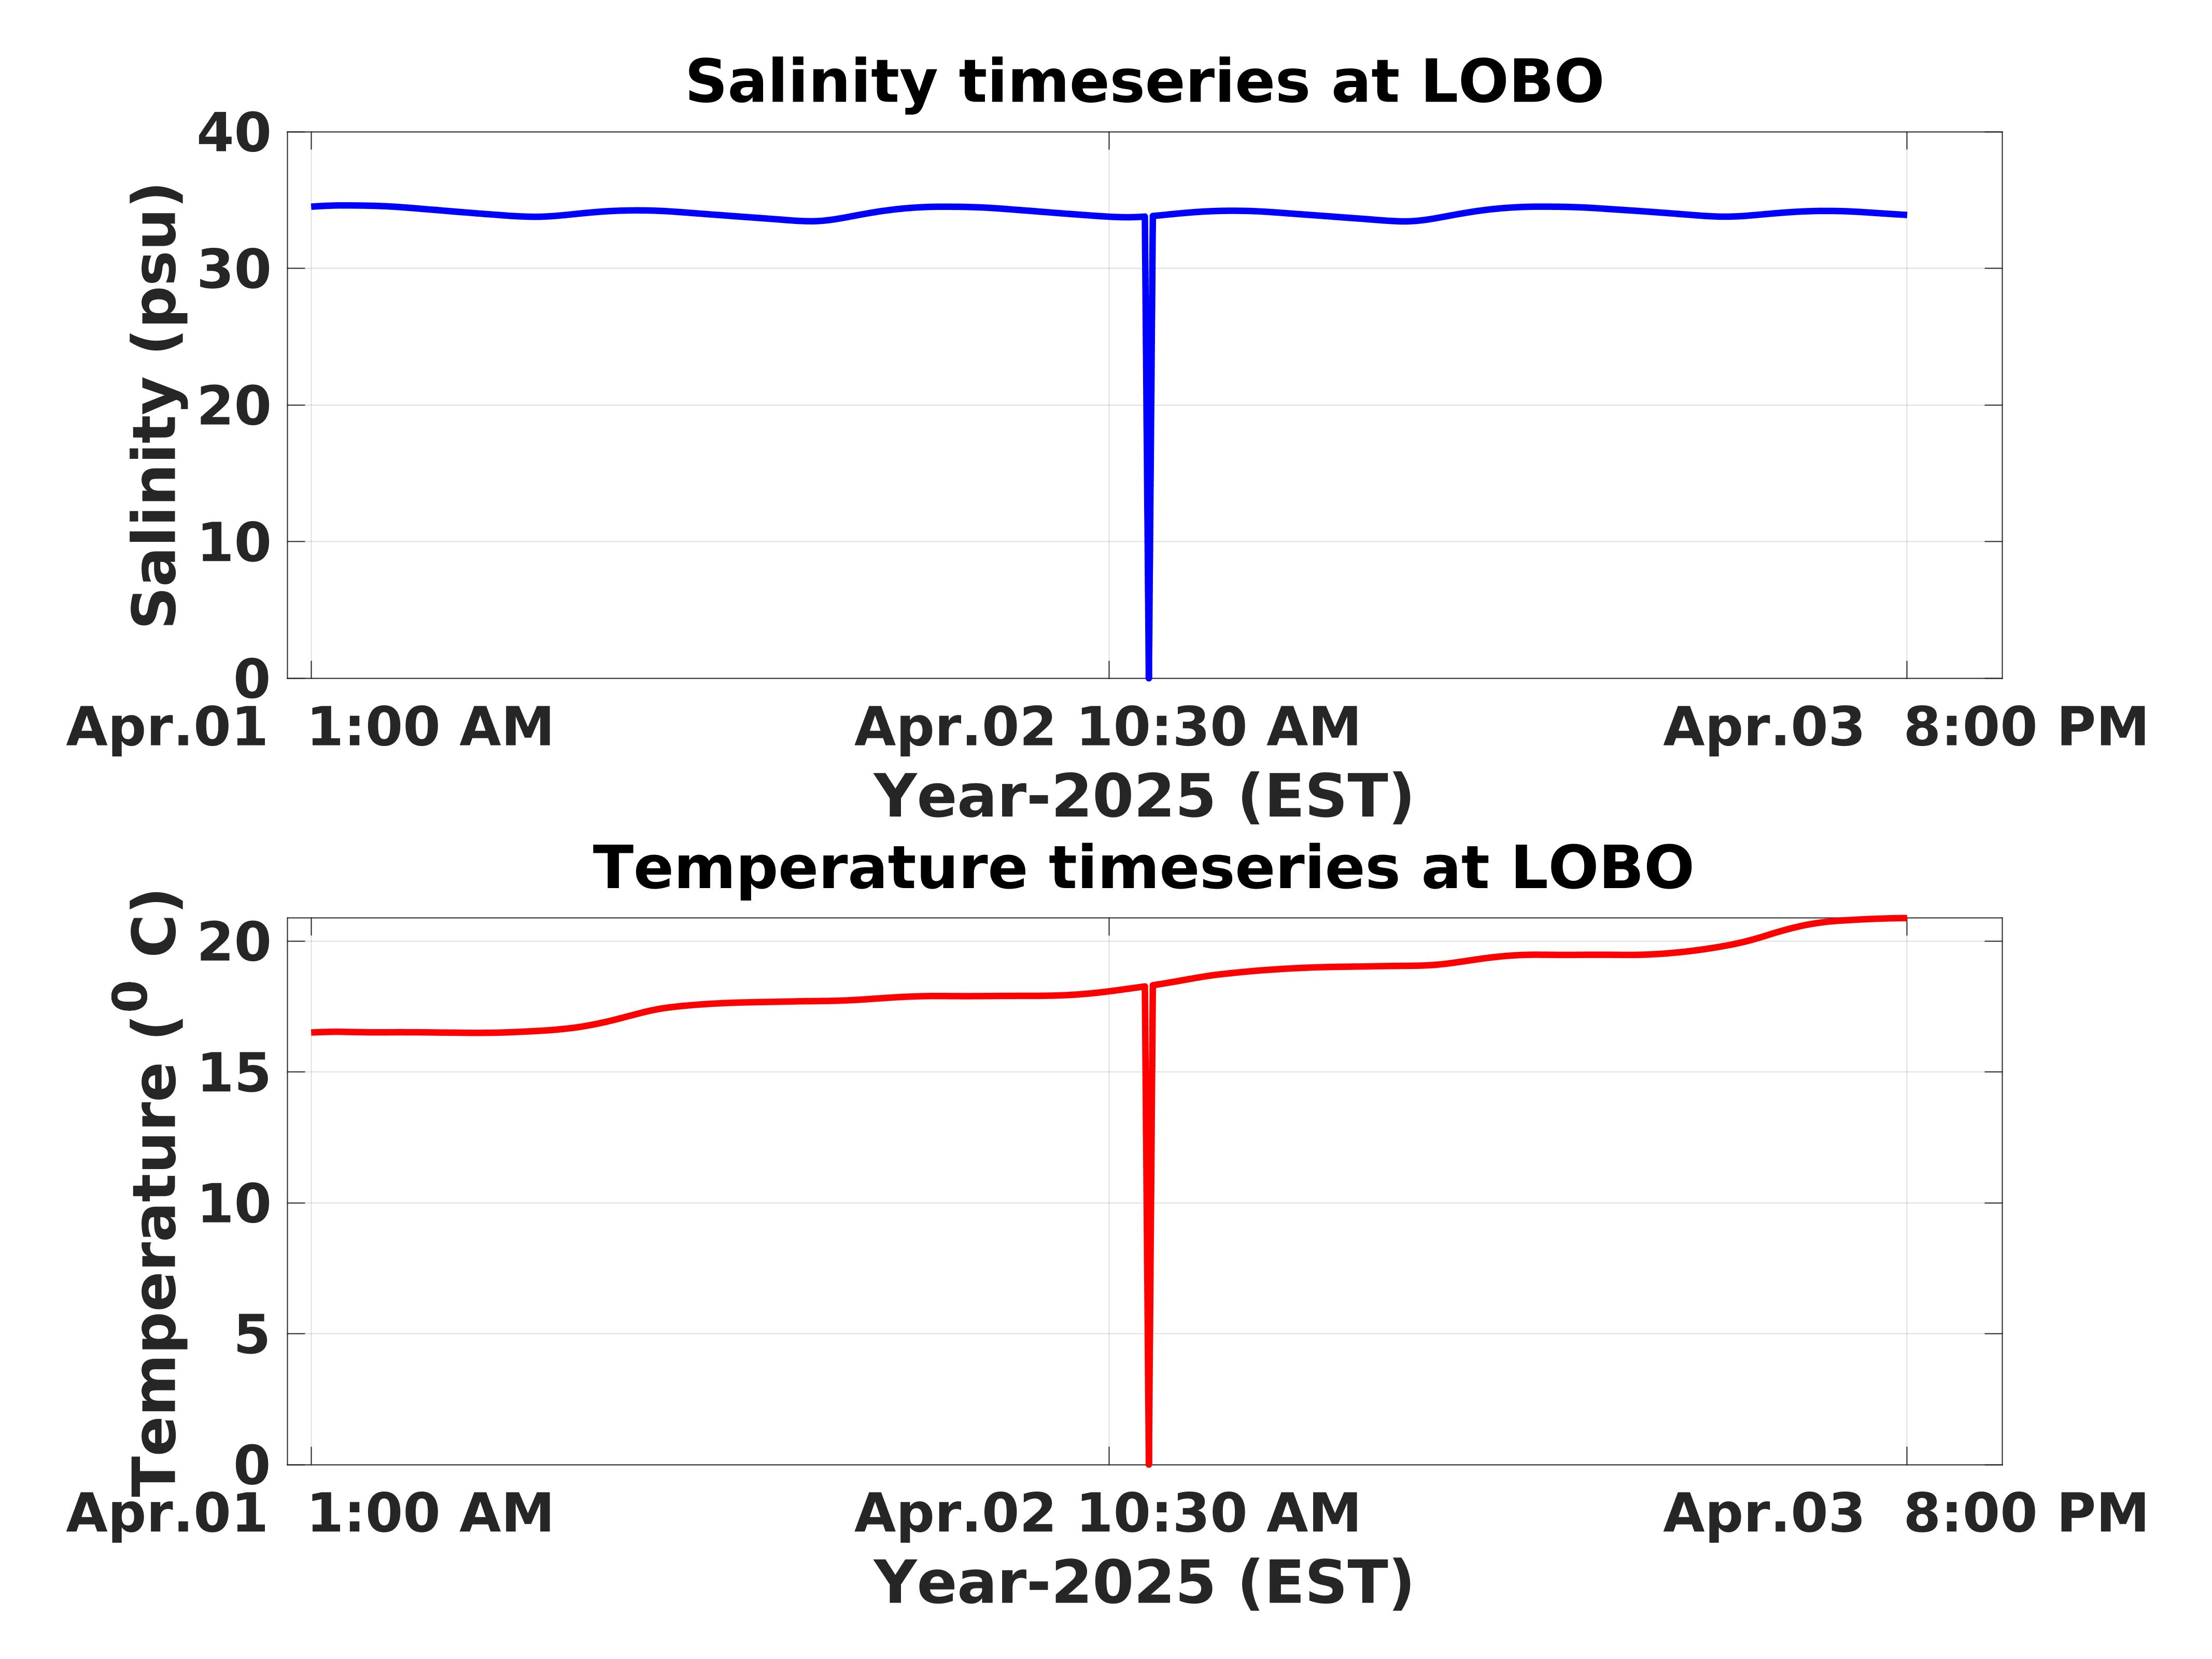 Salinity timeseries at LOBO
Salinity (psu)
40
30
20
10
0
Apr.01  1:00 AM Apr.02 10:30 AM Apr.03  8:00 PM
Year-2025 (EST)
Temperature timeseries at LOBO
Temperature (⁰ C)
20
15
10
5
0
Apr.01  1:00 AM Apr.02 10:30 AM Apr.03  8:00 PM
Year-2025 (EST)